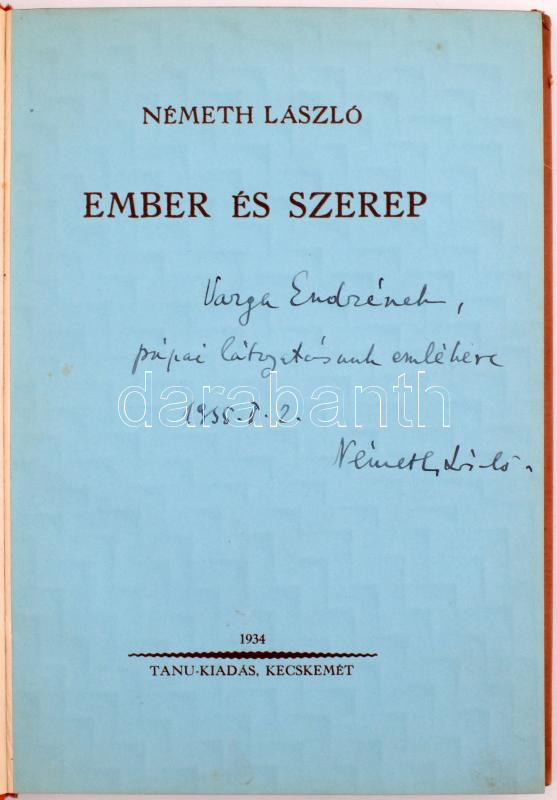 NÉMETH LÁSZLÓ
EMBER ÉS SZEREP
Varga Endrének,
pápai látogatásunk emlékére
darabanth
Németh László.
1934
TANU-KIADÁS, KECSKEMÉT